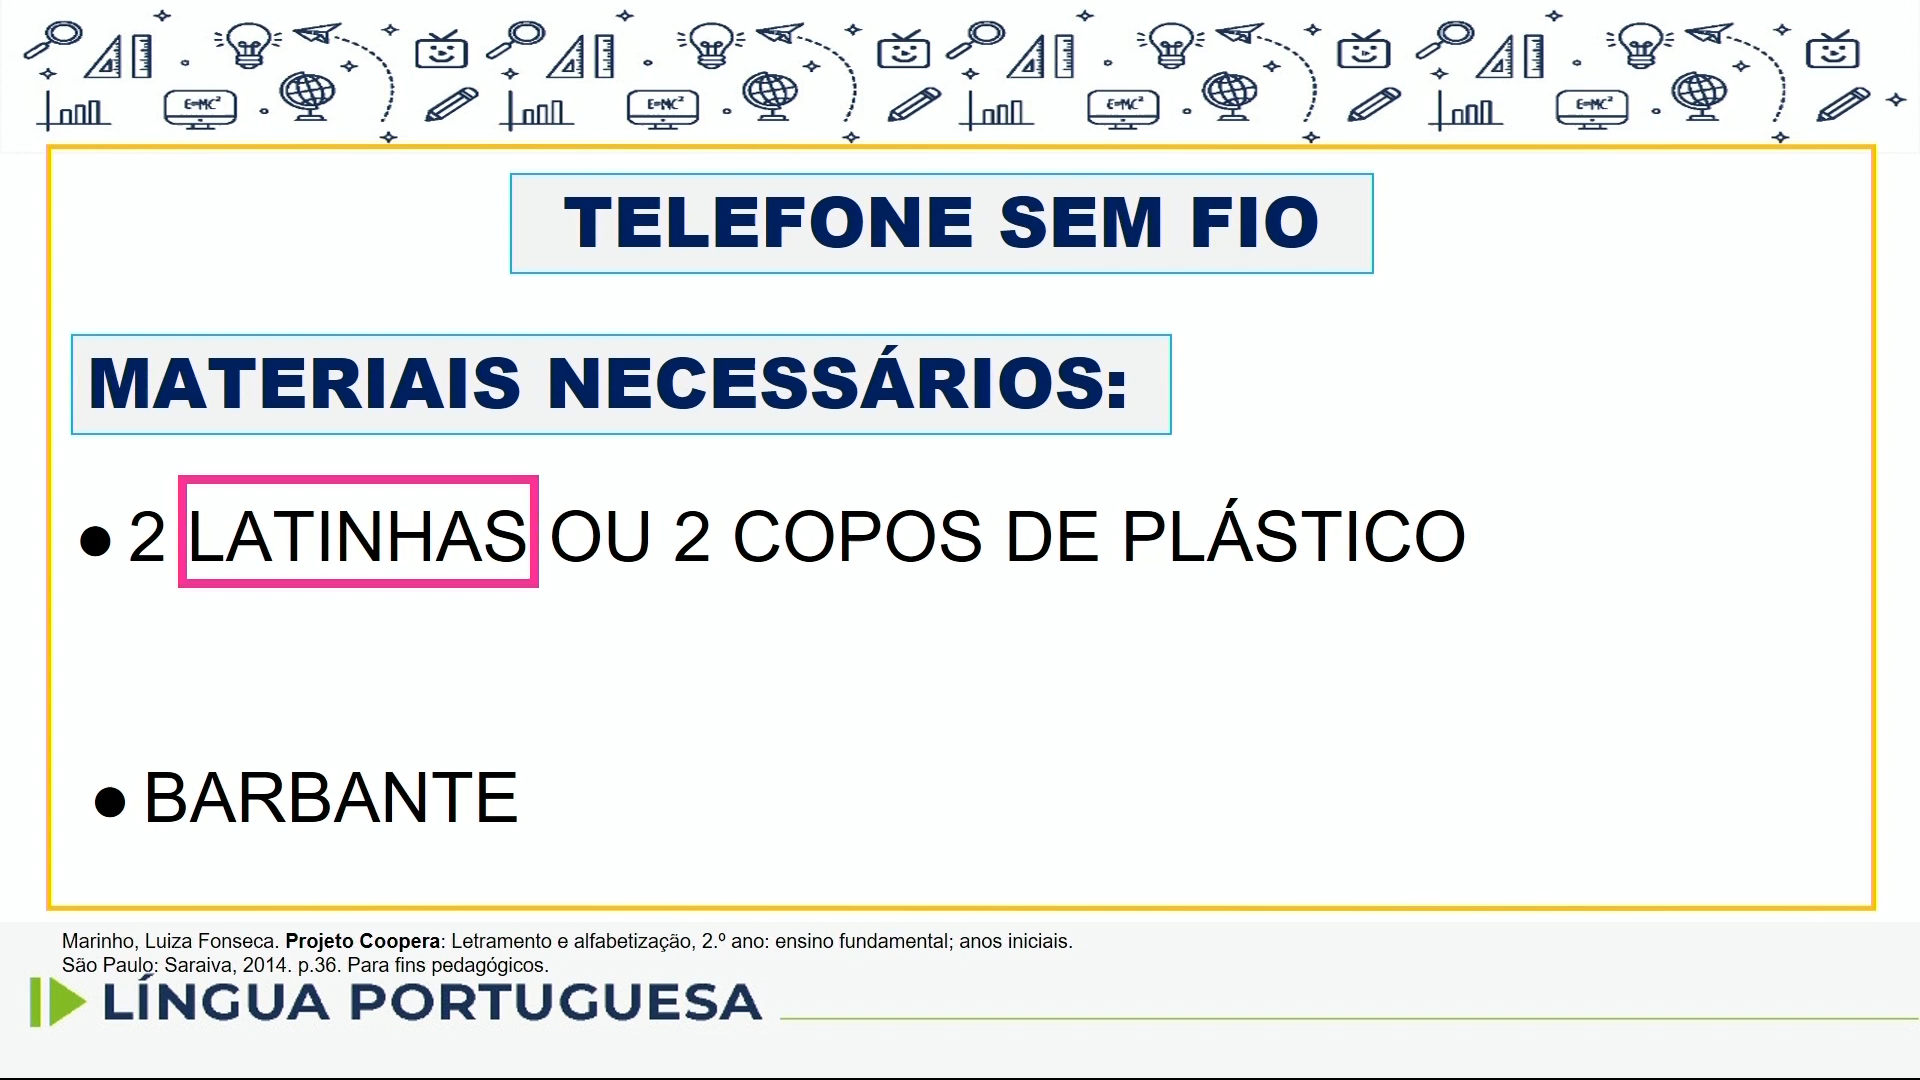 E=MC² E=MC² E=MC² E=MC²
TELEFONE SEM FIO
MATERIAIS NECESSÁRIOS:
● 2 LATINHAS OU 2 COPOS DE PLÁSTICO
● BARBANTE
Marinho, Luiza Fonseca. Projeto Coopera: Letramento e alfabetização, 2.º ano: ensino fundamental; anos iniciais.
São Paulo: Saraiva, 2014. p.36. Para fins pedagógicos.
LÍNGUA PORTUGUESA